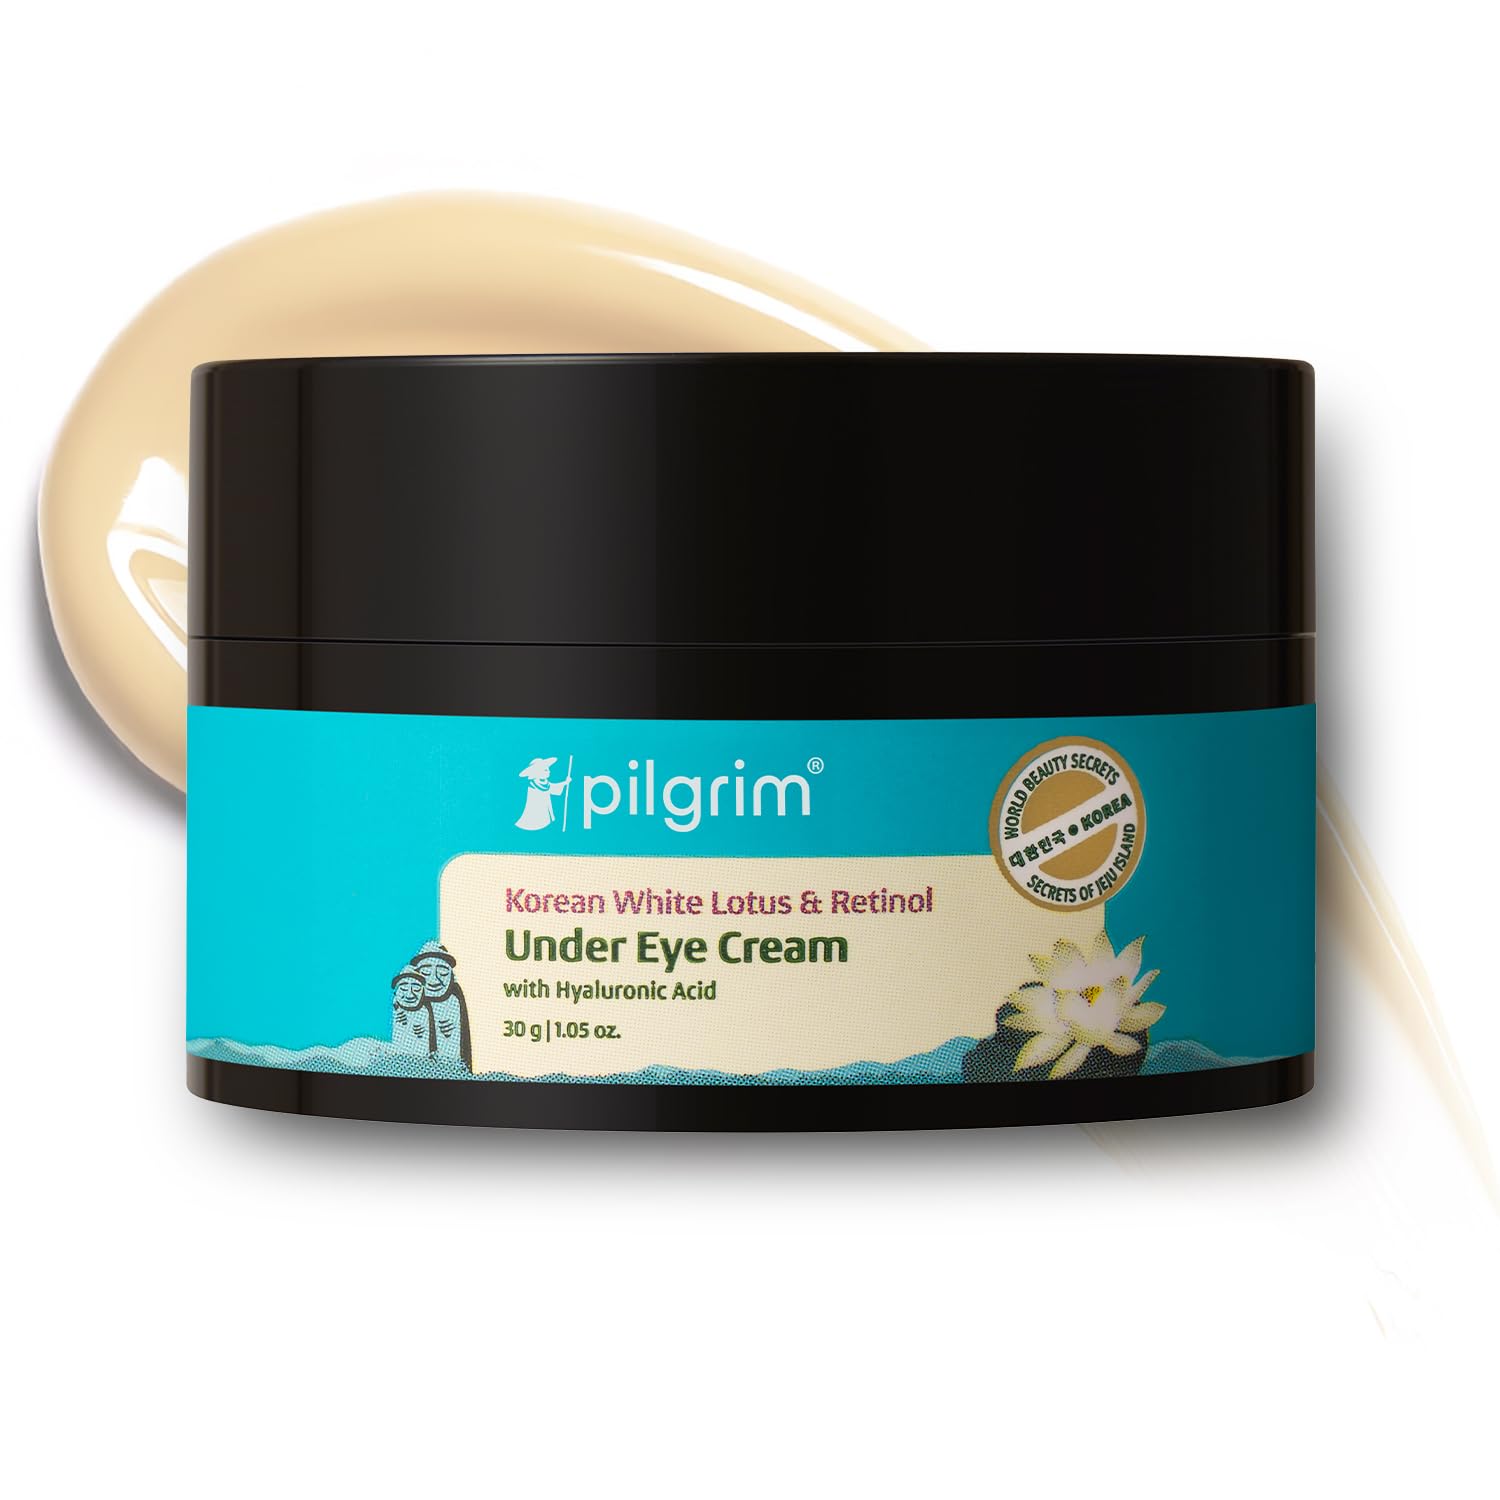 pilgrim®
WORLD BEAUTY SECRETS
대한민국 KOREA
SECRETS OF JEJU ISLAND
Korean White Lotus & Retinol
Under Eye Cream
with Hyaluronic Acid
30 g|1.05 oz.